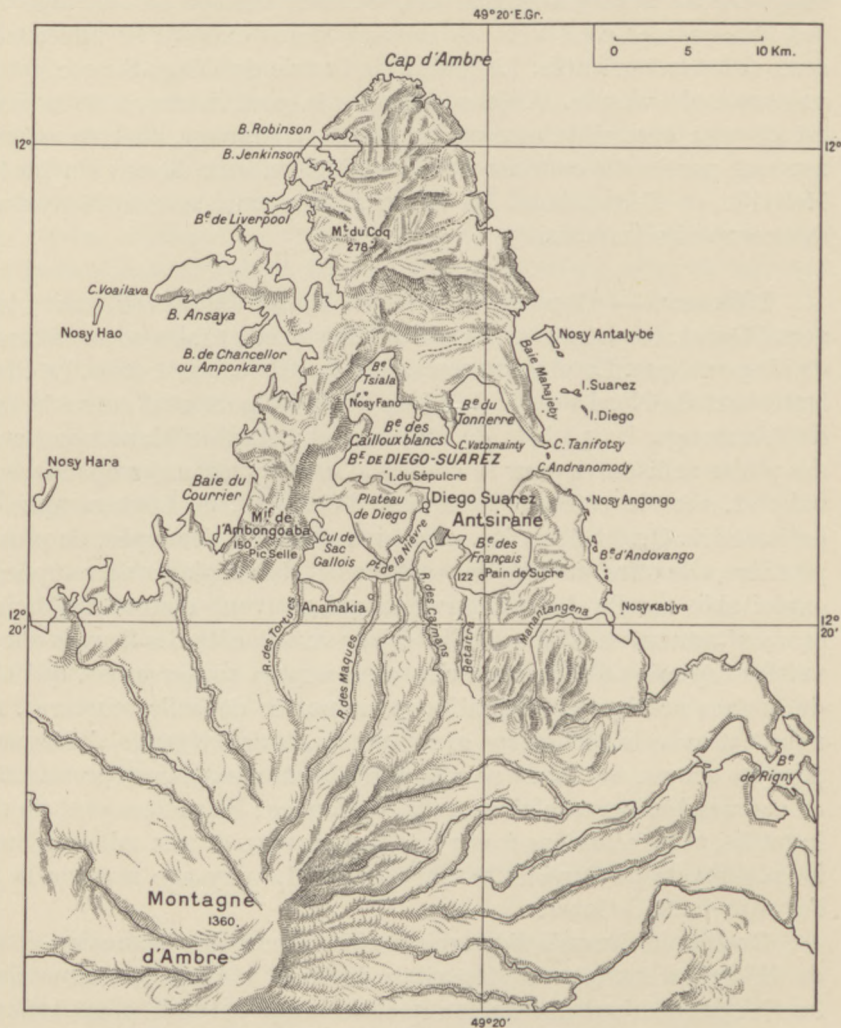 49°20' E.Gr.
0 5 10 Km.
Cap d'Ambre
12°
12°
B. Robinson
B. Jenkinson
Bᵉ de Liverpool
Mᵗ du Coq
278
C. Voailava
Nosy Hao
B. Ansaya
B. de Chancellor
ou Amponkara
Nosy Antaly-bé
Baie Mahajeby
I. Suarez
I. Diego
Bᵉ
Tsiala
Nosy Fano
Bᵉ du
Tonnerre
Bᵉ des
Cailloux blancs
C. Vatomainty
C. Tanifotsy
Bᴱ DE DIEGO-SUAREZ
C. Andranomody
I. du Sépulcre
Nosy Hara
Baie du
Courrier
Plateau
de Diego
Diego Suarez
Antsirane
Nosy Angongo
Mⁱᶠ de
d'Ambongoaba
150
Pic Selle
Cul de
Sac
Gallois
Pᵗ de la Nièvre
Bᵉ des
Français
Bᵉ d'Andovango
122 Pain de Sucre
Anamakia
Nosy Kabiya
12°
20'
12°
20'
R. des Tortues
R. des Maques
R. des Caïmans
Betaitra
Manantangena
Bᵉ
de Rigny
Montagne
1360
d'Ambre
49°20'